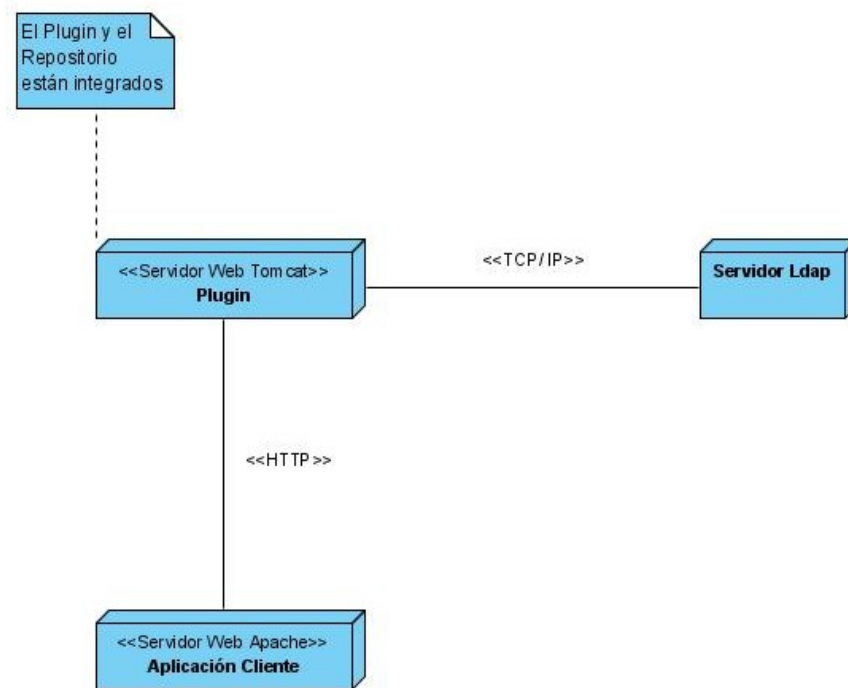 El Plugin y el
Repositorio
están integrados
<<Servidor Web Tomcat>>
Plugin
<<TCP/IP>>
Servidor Ldap
<<HTTP>>
<<Servidor Web Apache>>
Aplicación Cliente